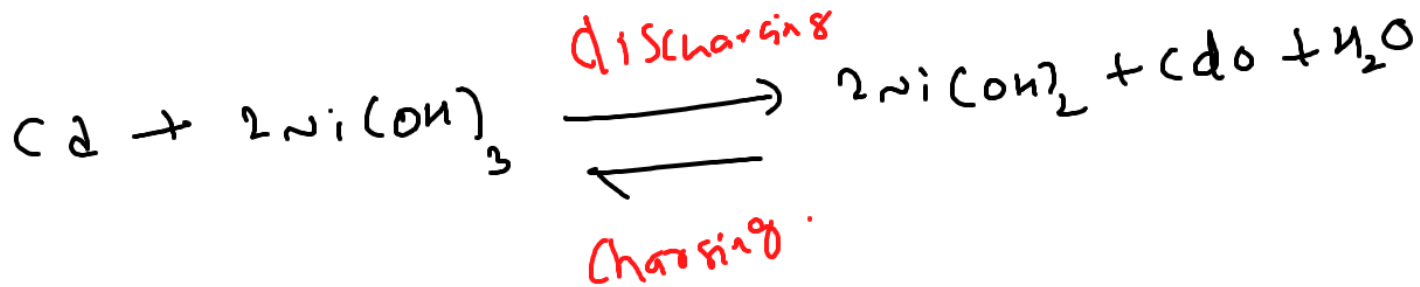 discharging
Cd + 2Ni(OH)₃ ⇌ 2Ni(OH)₂ + CdO + H₂O
Charging.